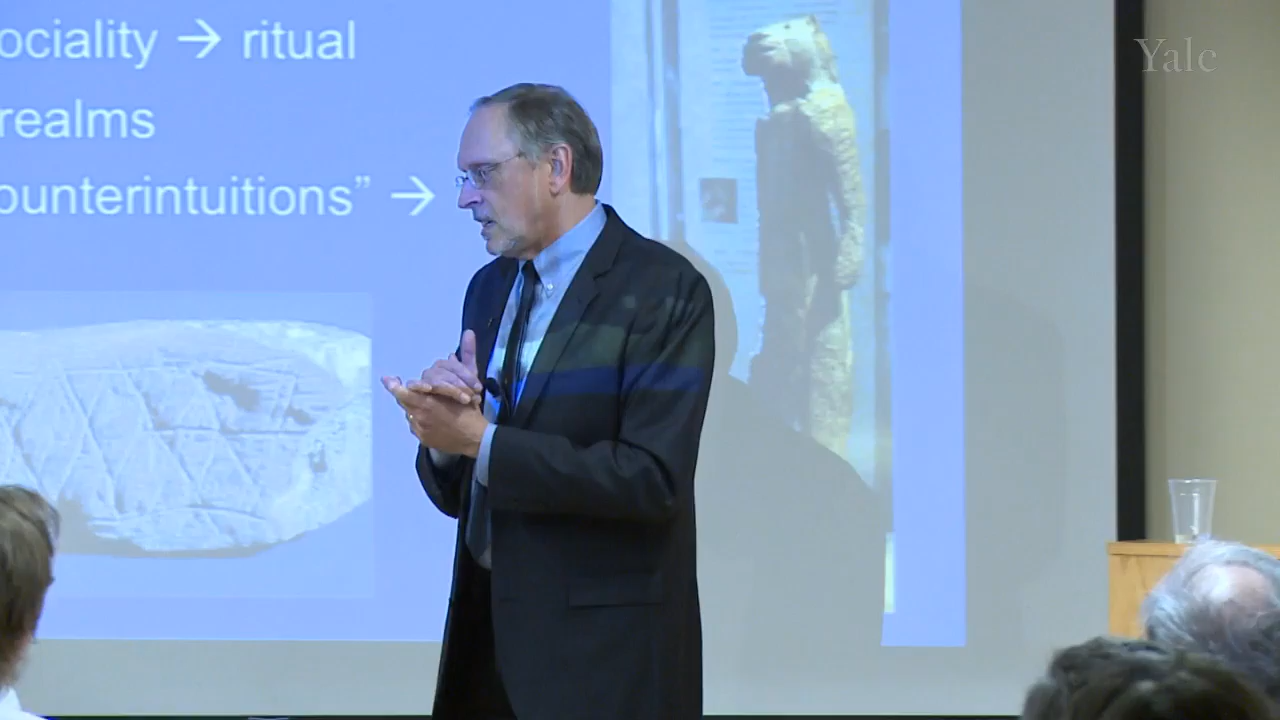 ociality → ritual
realms
ounterintuitions” →
Yale